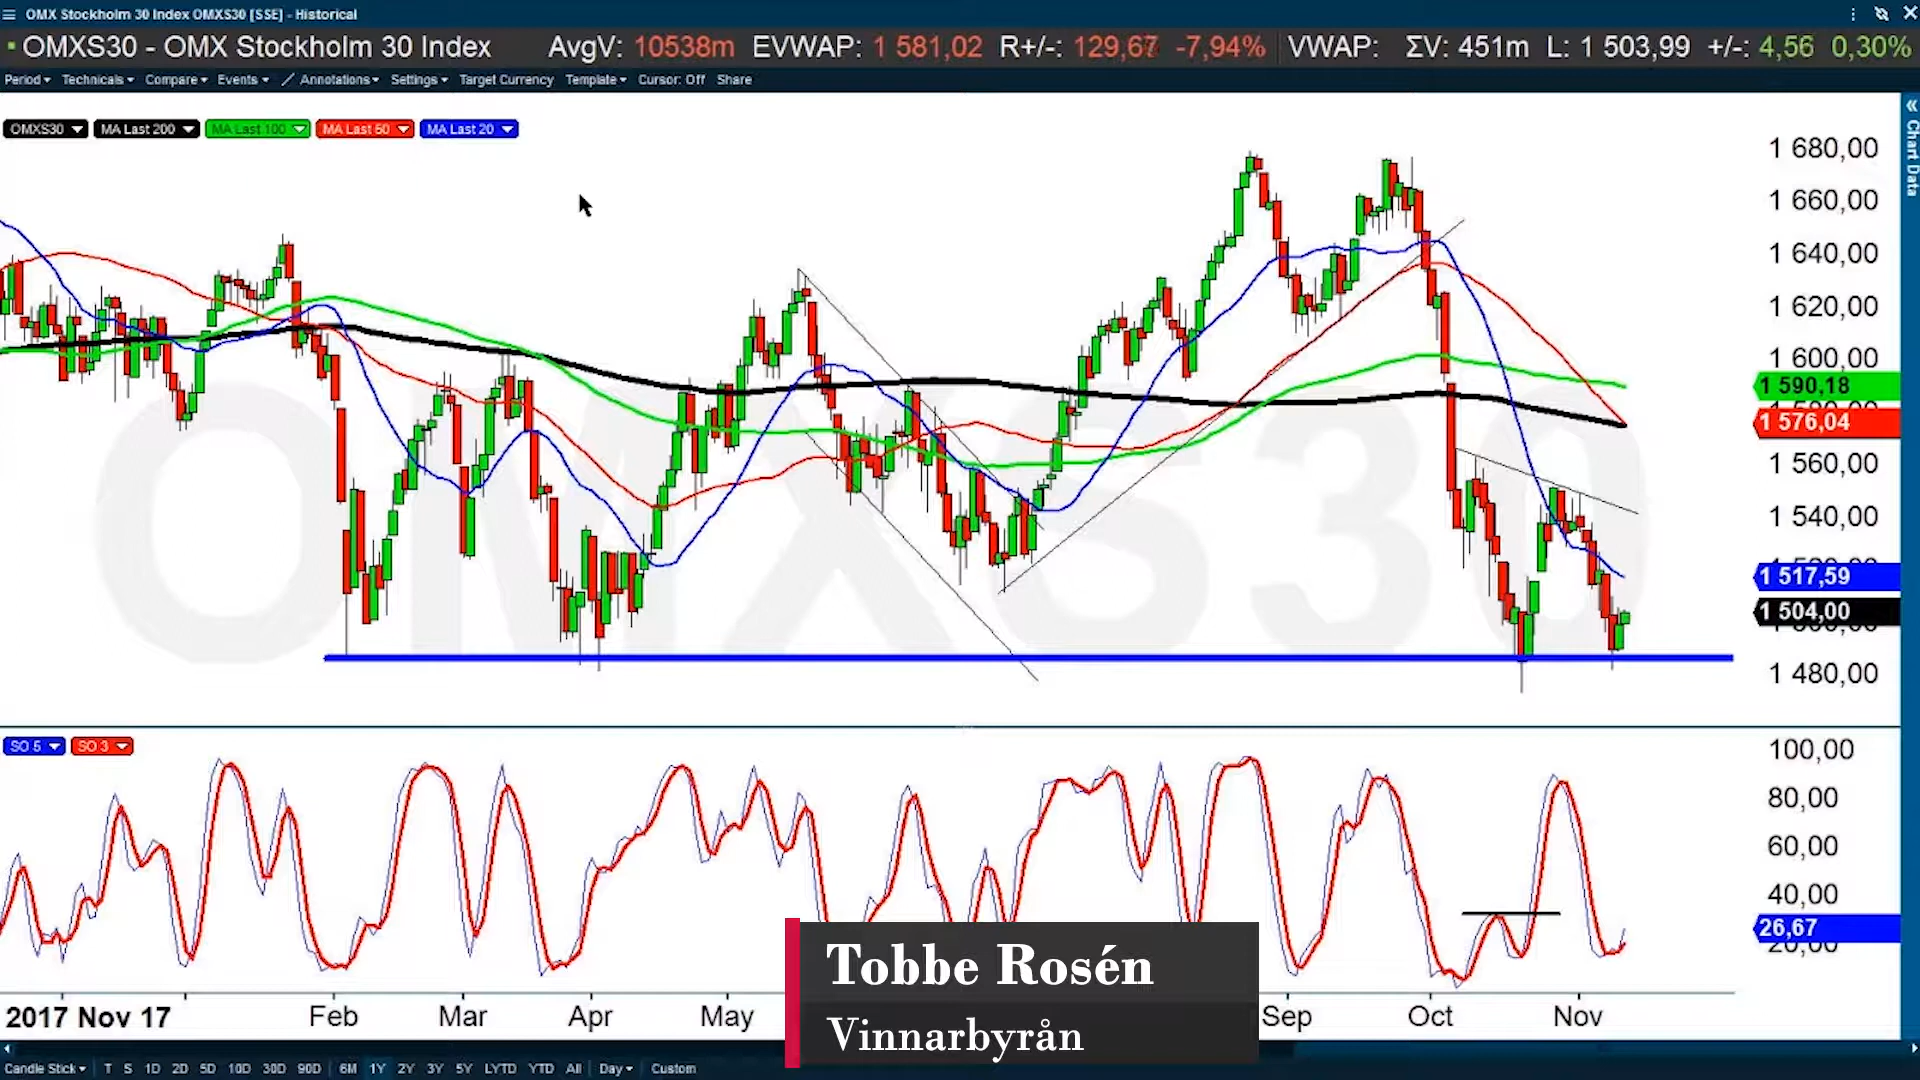 OMX Stockholm 30 Index OMXS30 [SSE] - Historical
OMXS30 - OMX Stockholm 30 Index AvgV: 10538m EVWAP: 1 581,02 R+/-: 129,67 -7,94% VWAP: ΣV: 451m L: 1 503,99 +/-: 4,56 0,30%
Period Technicals Compare Events Annotations Settings Target Currency Template Cursor: Off Share
Chart Data
OMXS30 MA Last 200 MA Last 100 MA Last 50 MA Last 20
OMXS30
1 680,00
1 660,00
1 640,00
1 620,00
1 600,00
1 590,18
1 576,04
1 560,00
1 540,00
1 517,59
1 504,00
1 480,00
SO 5 SO 3
100,00
80,00
60,00
40,00
26,67
20,00
Tobbe Rosén
Vinnarbyrån
2017 Nov 17 Feb Mar Apr May Sep Oct Nov
Candle Stick T S 1D 2D 5D 10D 30D 90D 6M 1Y 2Y 3Y 5Y LYTD YTD All Day Custom